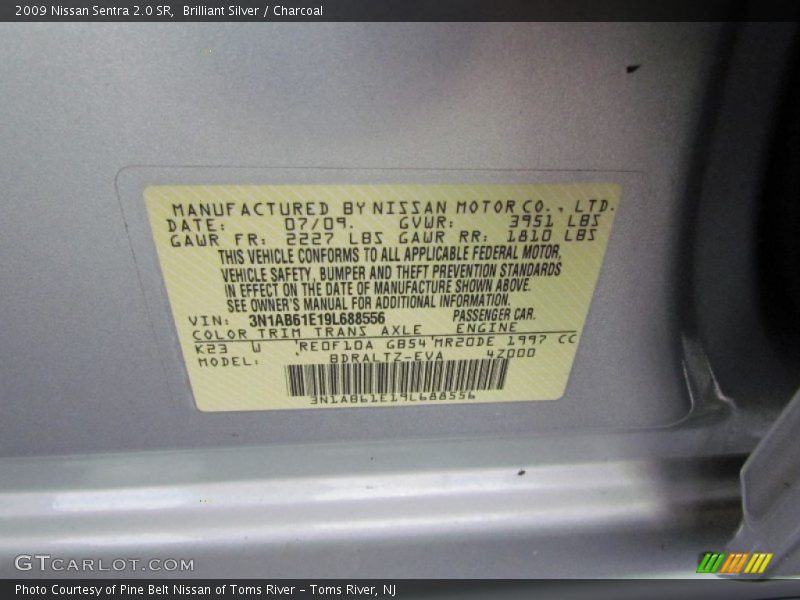 2009 Nissan Sentra 2.0 SR,  Brilliant Silver / Charcoal
MANUFACTURED BY NISSAN MOTOR CO., LTD.
DATE: 07/09. GVWR: 3951 LBS
GAWR FR: 2227 LBS GAWR RR: 1810 LBS
THIS VEHICLE CONFORMS TO ALL APPLICABLE FEDERAL MOTOR
VEHICLE SAFETY, BUMPER AND THEFT PREVENTION STANDARDS
IN EFFECT ON THE DATE OF MANUFACTURE SHOWN ABOVE.
SEE OWNER'S MANUAL FOR ADDITIONAL INFORMATION.
VIN: 3N1AB61E19L688556 PASSENGER CAR.
COLOR TRIM TRANS AXLE ENGINE
K23 W RE0F10A GB54 MR20DE 1997 CC
MODEL: BDRALTZ-EVA 4Z000
3N1AB61E19L688556
GTCARLOT.COM
Photo Courtesy of Pine Belt Nissan of Toms River – Toms River, NJ